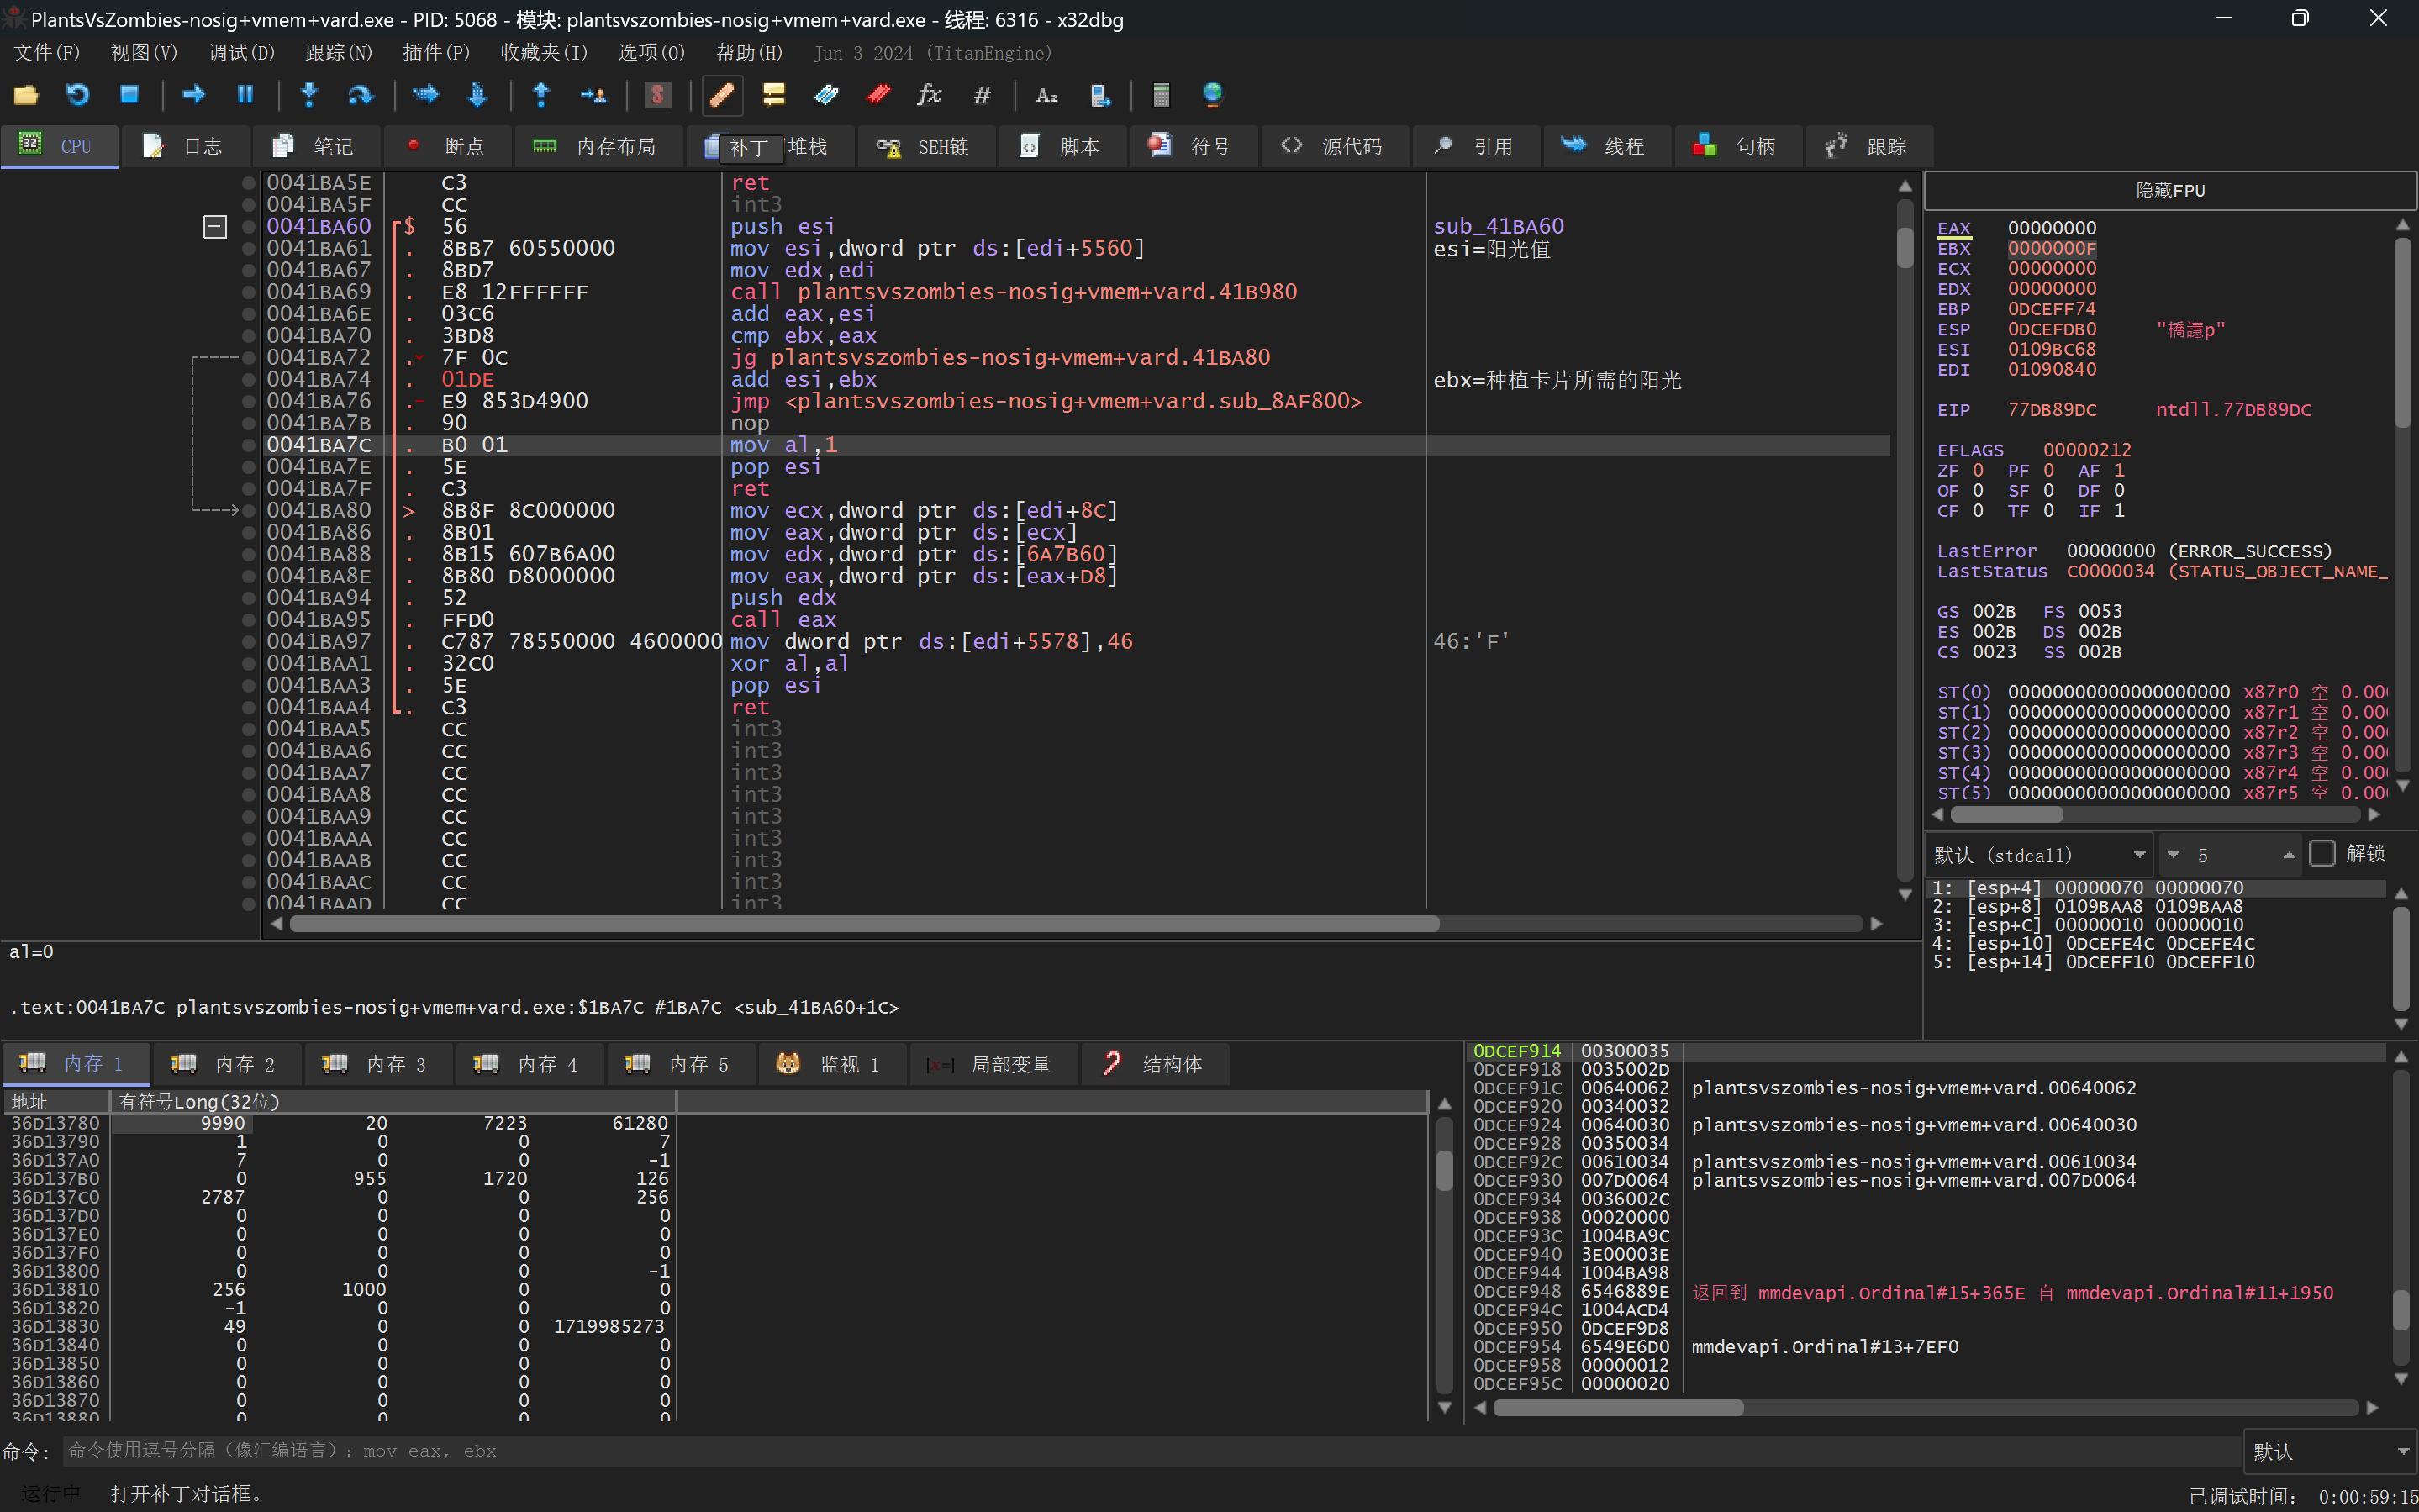 PlantsVsZombies-nosig+vmem+vard.exe - PID: 5068 - 模块: plantsvszombies-nosig+vmem+vard.exe - 线程: 6316 - x32dbg
文件(F) 视图(V) 调试(D) 跟踪(N) 插件(P) 收藏夹(I) 选项(O) 帮助(H) Jun 3 2024 (TitanEngine)
CPU 日志 笔记 断点 内存布局 补丁 堆栈 SEH链 脚本 符号 源代码 引用 线程 句柄 跟踪
0041BA5E C3 ret
0041BA5F CC int3
0041BA60 $ 56 push esi sub_41BA60
0041BA61 . 8BB7 60550000 mov esi,dword ptr ds:[edi+5560] esi=阳光值
0041BA67 . 8BD7 mov edx,edi
0041BA69 . E8 12FFFFFF call plantsvszombies-nosig+vmem+vard.41B980
0041BA6E . 03C6 add eax,esi
0041BA70 . 3BD8 cmp ebx,eax
0041BA72 . 7F 0C jg plantsvszombies-nosig+vmem+vard.41BA80
0041BA74 . 01DE add esi,ebx ebx=种植卡片所需的阳光
0041BA76 .- E9 853D4900 jmp <plantsvszombies-nosig+vmem+vard.sub_8AF800>
0041BA7B . 90 nop
0041BA7C . B0 01 mov al,1
0041BA7E . 5E pop esi
0041BA7F . C3 ret
0041BA80 > 8B8F 8C000000 mov ecx,dword ptr ds:[edi+8C]
0041BA86 . 8B01 mov eax,dword ptr ds:[ecx]
0041BA88 . 8B15 607B6A00 mov edx,dword ptr ds:[6A7B60]
0041BA8E . 8B80 D8000000 mov eax,dword ptr ds:[eax+D8]
0041BA94 . 52 push edx
0041BA95 . FFD0 call eax
0041BA97 . C787 78550000 4600000 mov dword ptr ds:[edi+5578],46 46:'F'
0041BAA1 . 32C0 xor al,al
0041BAA3 . 5E pop esi
0041BAA4 . C3 ret
0041BAA5 CC int3
0041BAA6 CC int3
0041BAA7 CC int3
0041BAA8 CC int3
0041BAA9 CC int3
0041BAAA CC int3
0041BAAB CC int3
0041BAAC CC int3
0041BAAD CC int3
隐藏FPU
EAX 00000000
EBX 0000000F
ECX 00000000
EDX 00000000
EBP 0DCEFF74
ESP 0DCEFDB0
ESI 0109BC68
EDI 01090840
EIP 77DB89DC ntdll.77DB89DC
EFLAGS 00000212
ZF 0 PF 0 AF 1
OF 0 SF 0 DF 0
CF 0 TF 0 IF 1
LastError 00000000 (ERROR_SUCCESS)
LastStatus C0000034 (STATUS_OBJECT_NAME_
GS 002B FS 0053
ES 002B DS 002B
CS 0023 SS 002B
ST(0) 00000000000000000000 x87r0 空 0.00
ST(1) 00000000000000000000 x87r1 空 0.00
ST(2) 00000000000000000000 x87r2 空 0.00
ST(3) 00000000000000000000 x87r3 空 0.00
ST(4) 00000000000000000000 x87r4 空 0.00
ST(5) 00000000000000000000 x87r5 空 0.00
默认 (stdcall) 5 解锁
1: [esp+4] 00000070 00000070
2: [esp+8] 0109BAA8 0109BAA8
3: [esp+C] 00000010 00000010
4: [esp+10] 0DCEFE4C 0DCEFE4C
5: [esp+14] 0DCEFF10 0DCEFF10
al=0
.text:0041BA7C plantsvszombies-nosig+vmem+vard.exe:$1BA7C #1BA7C <sub_41BA60+1C>
内存 1 内存 2 内存 3 内存 4 内存 5 监视 1 [x=] 局部变量 结构体
地址 有符号Long(32位)
36D13780 9990 20 7223 61280
36D13790 1 0 0 7
36D137A0 7 0 0 -1
36D137B0 0 955 1720 126
36D137C0 2787 0 0 256
36D137D0 0 0 0 0
36D137E0 0 0 0 0
36D137F0 0 0 0 0
36D13800 0 0 0 -1
36D13810 256 1000 0 0
36D13820 -1 0 0 0
36D13830 49 0 0 1719985273
36D13840 0 0 0 0
36D13850 0 0 0 0
36D13860 0 0 0 0
36D13870 0 0 0 0
36D13880 0 0 0 0
0DCEF914 00300035
0DCEF918 0035002D
0DCEF91C 00640062 plantsvszombies-nosig+vmem+vard.00640062
0DCEF920 00340032
0DCEF924 00640030 plantsvszombies-nosig+vmem+vard.00640030
0DCEF928 00350034
0DCEF92C 00610034 plantsvszombies-nosig+vmem+vard.00610034
0DCEF930 007D0064 plantsvszombies-nosig+vmem+vard.007D0064
0DCEF934 0036002C
0DCEF938 00020000
0DCEF93C 1004BA9C
0DCEF940 3E00003E
0DCEF944 1004BA98
0DCEF948 6546889E 返回到 mmdevapi.Ordinal#15+365E 自 mmdevapi.Ordinal#11+1950
0DCEF94C 1004ACD4
0DCEF950 0DCEF9D8
0DCEF954 6549E6D0 mmdevapi.Ordinal#13+7EF0
0DCEF958 00000012
0DCEF95C 00000020
命令: 命令使用逗号分隔（像汇编语言）: mov eax, ebx 默认
运行中 打开补丁对话框。 已调试时间: 0:00:59:15